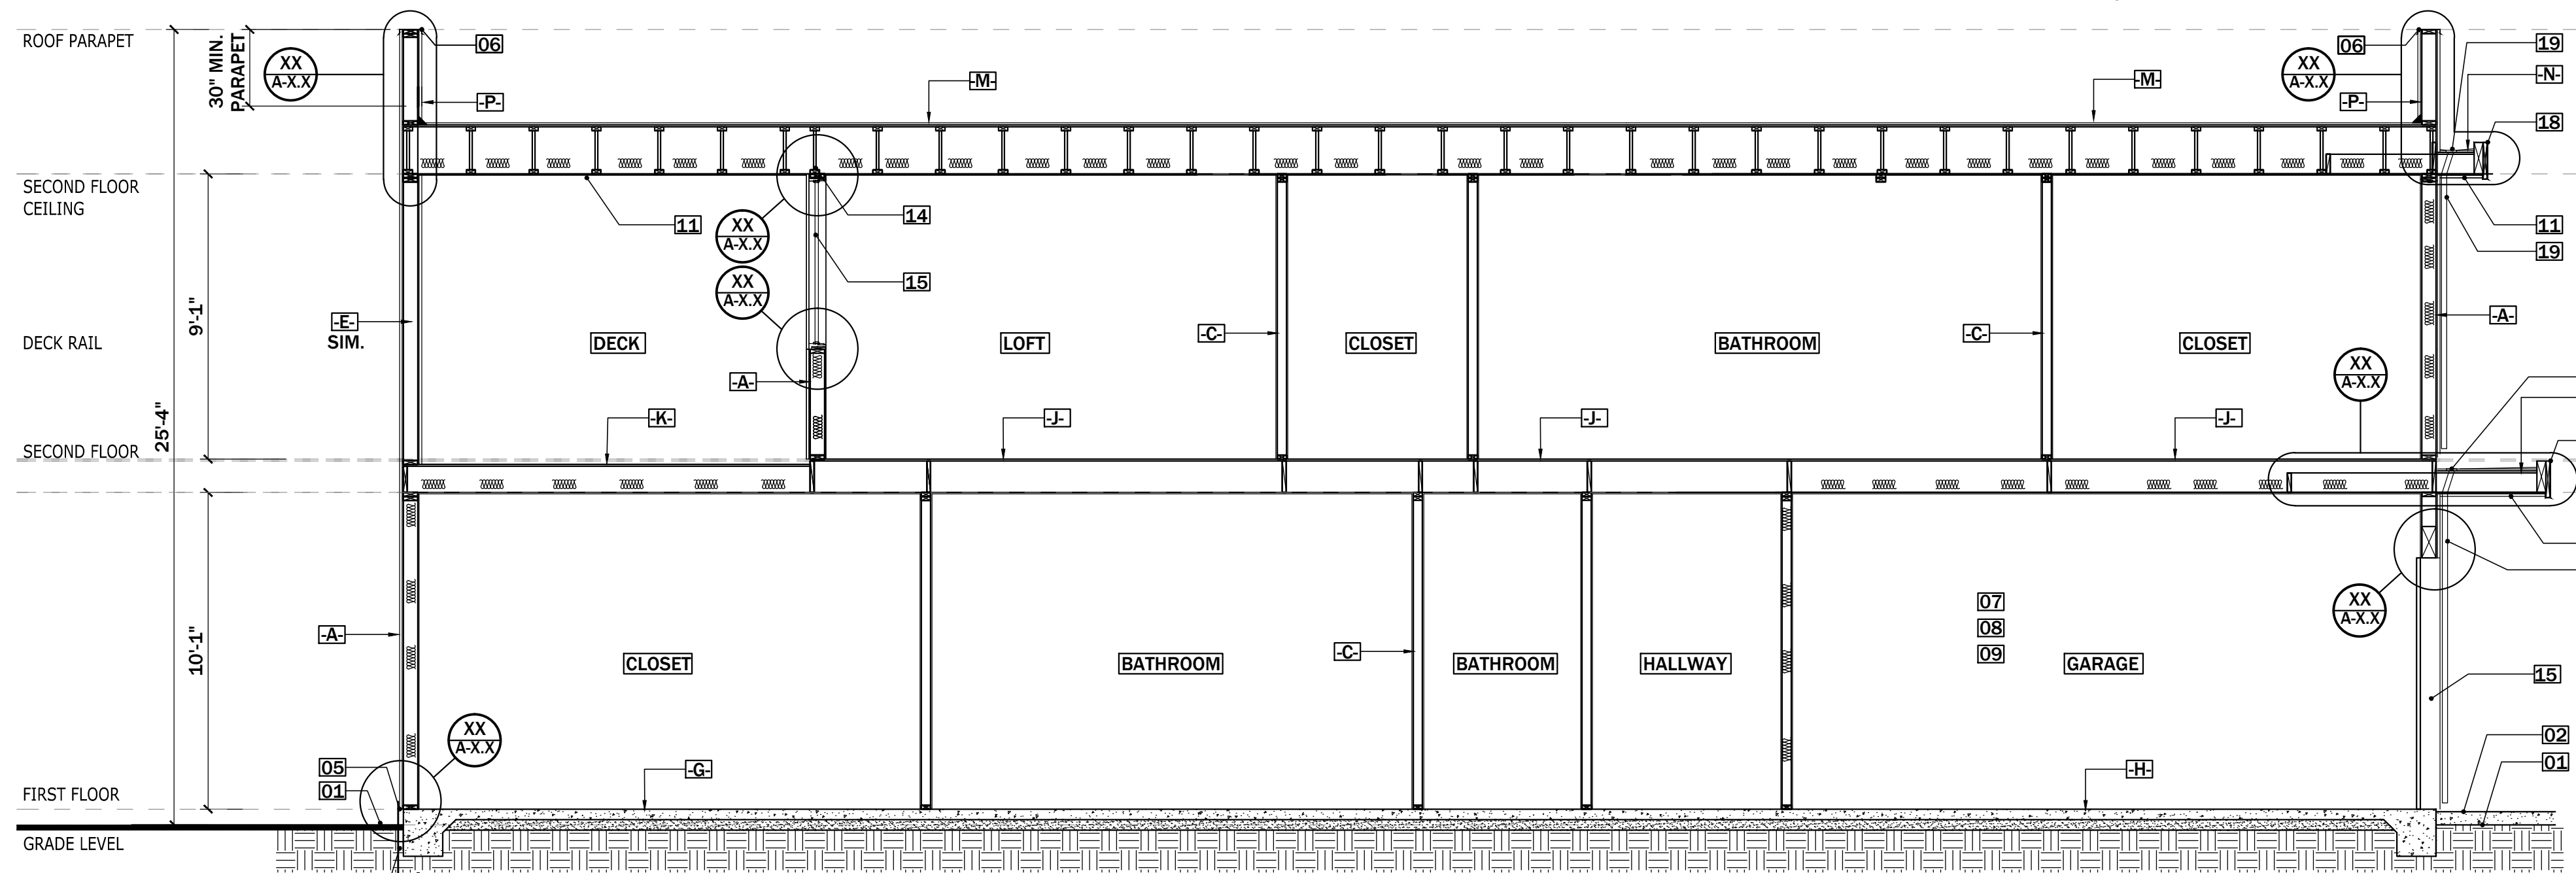 ROOF PARAPET
30" MIN.
PARAPET
XX
A-X.X
06
-P-
-M-
-M-
06
XX
A-X.X
-P-
19
-N-
18
SECOND FLOOR
CEILING
11
XX
A-X.X
XX
A-X.X
14
15
11
19
9'-1"
-E-
SIM.
DECK RAIL
DECK
LOFT
-C-
CLOSET
BATHROOM
-C-
CLOSET
-A-
-A-
XX
A-X.X
25'-4"
SECOND FLOOR
-K-
-J-
-J-
-J-
10'-1"
-A-
CLOSET
BATHROOM
-C-
BATHROOM
HALLWAY
07
08
09
GARAGE
XX
A-X.X
15
XX
A-X.X
05
01
-G-
-H-
02
01
FIRST FLOOR
GRADE LEVEL